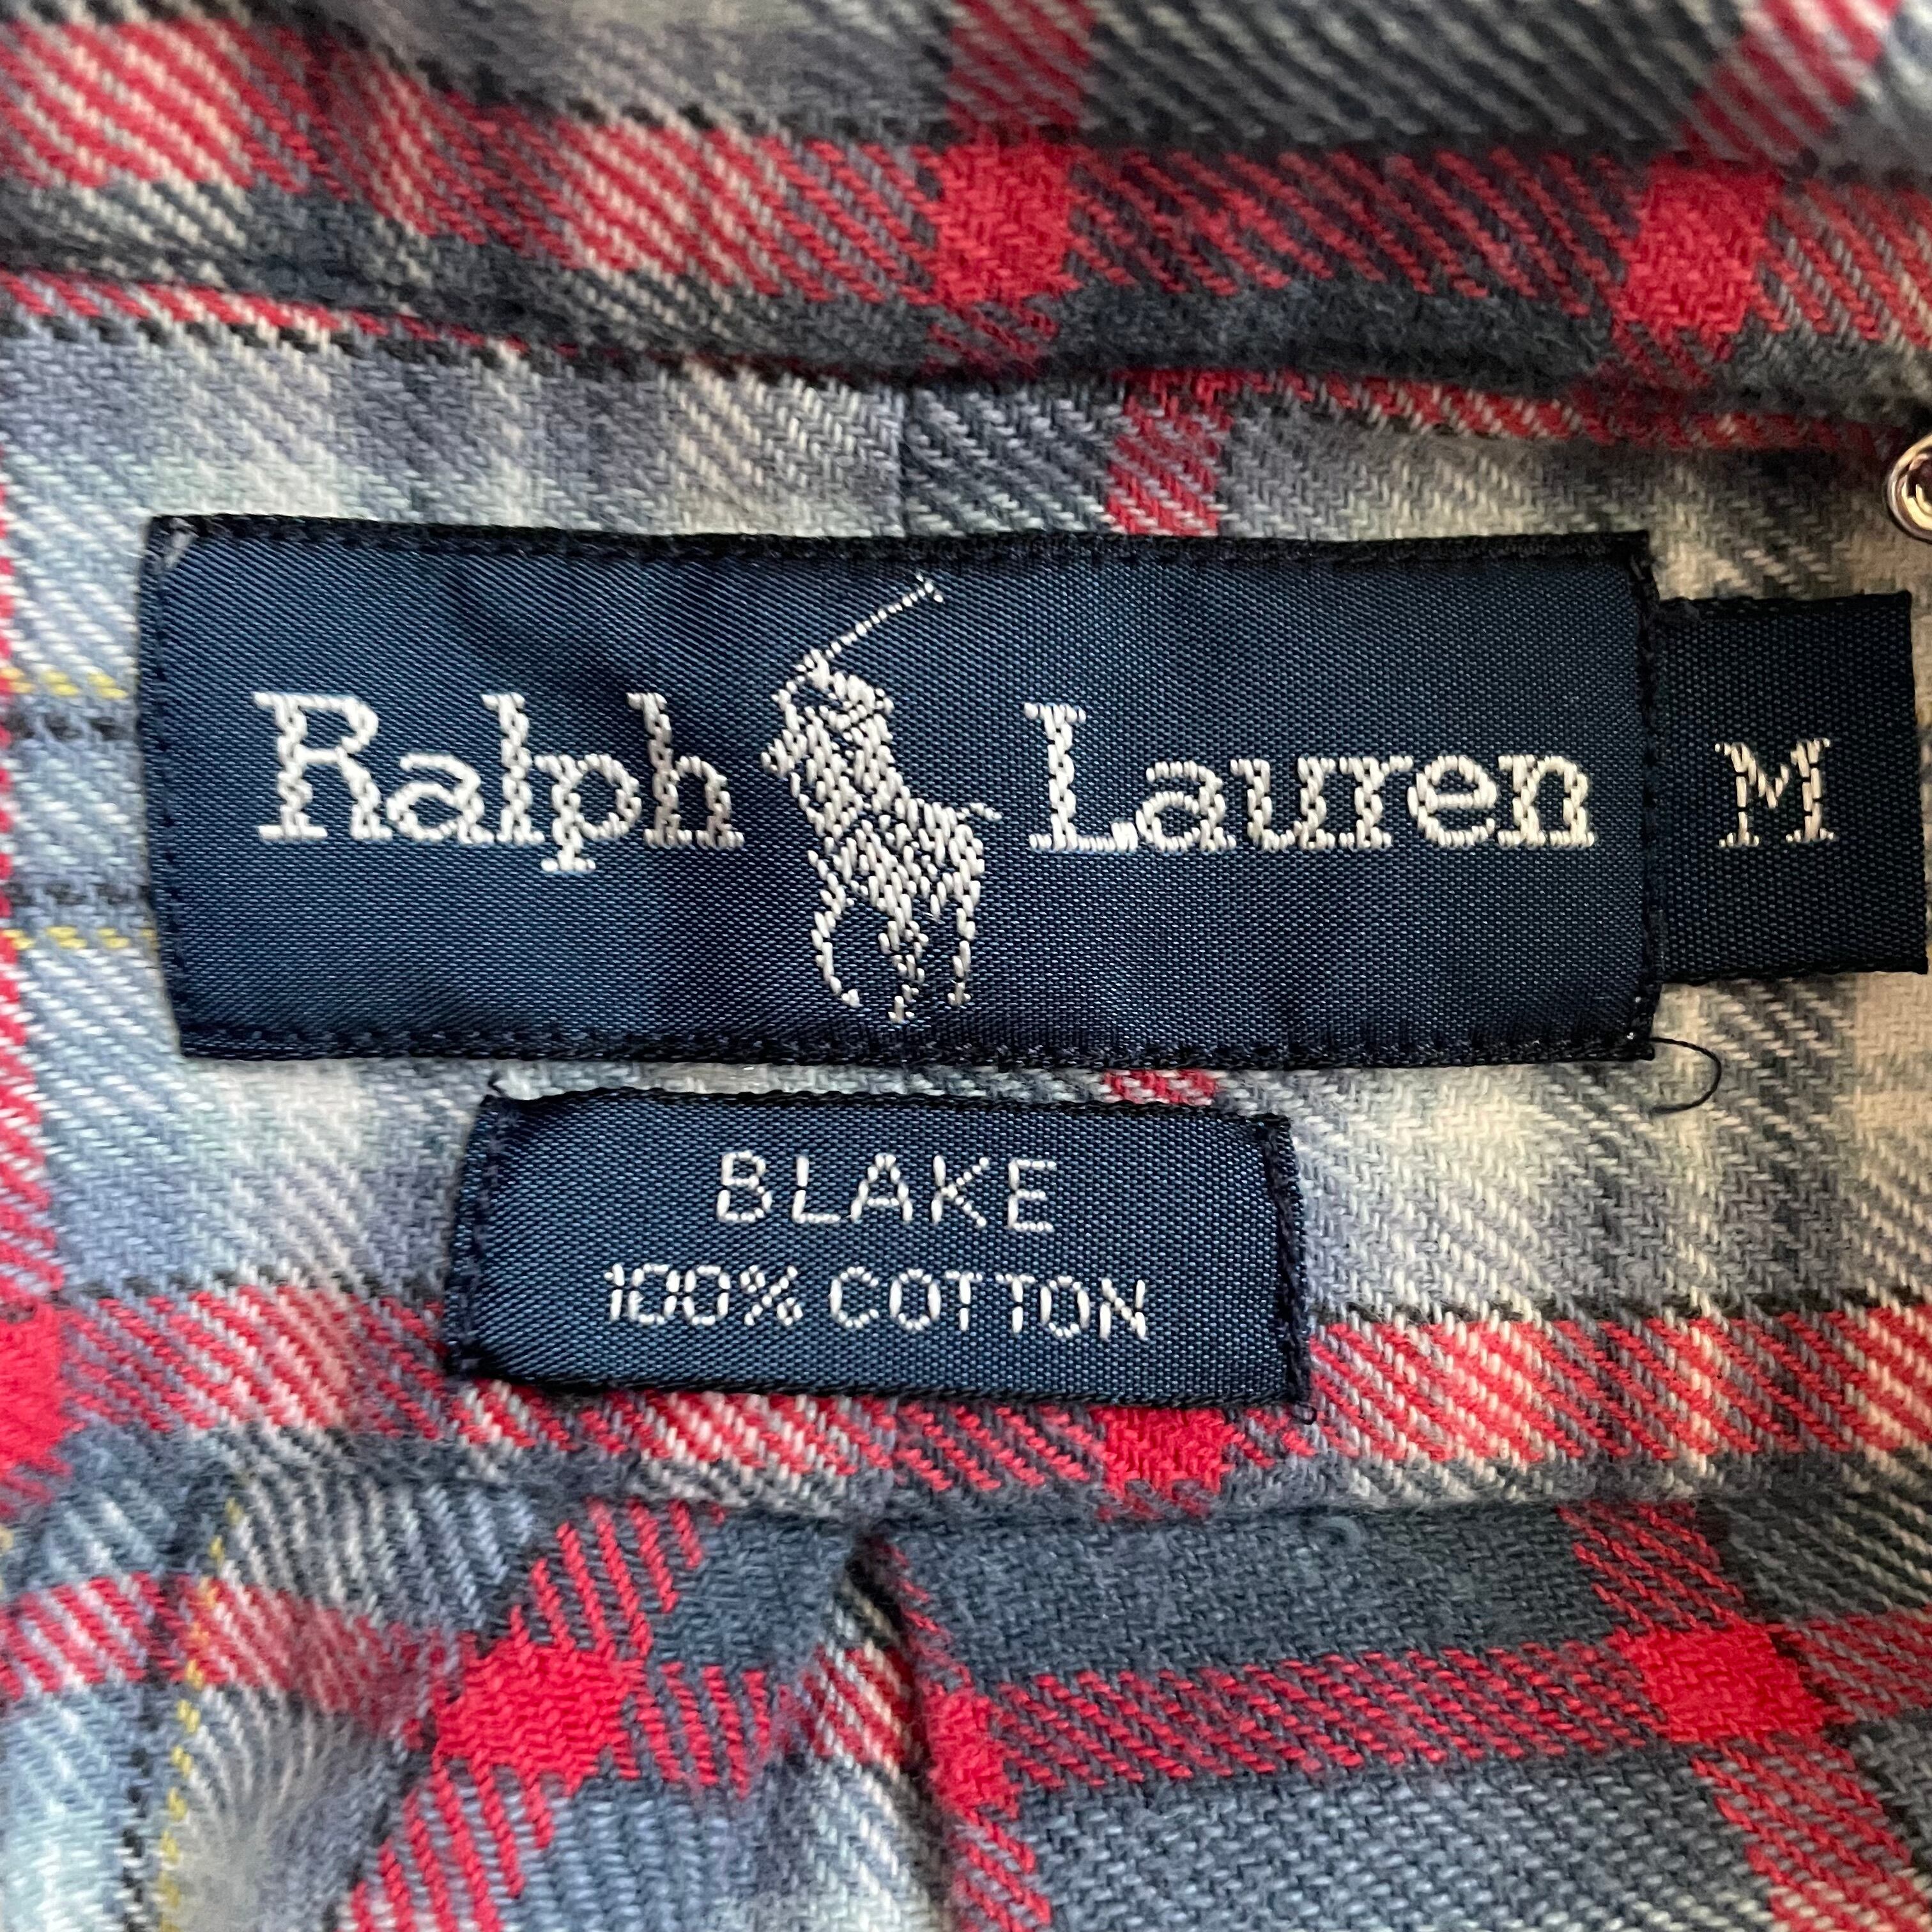 Ralph Lauren M
BLAKE
100% COTTON